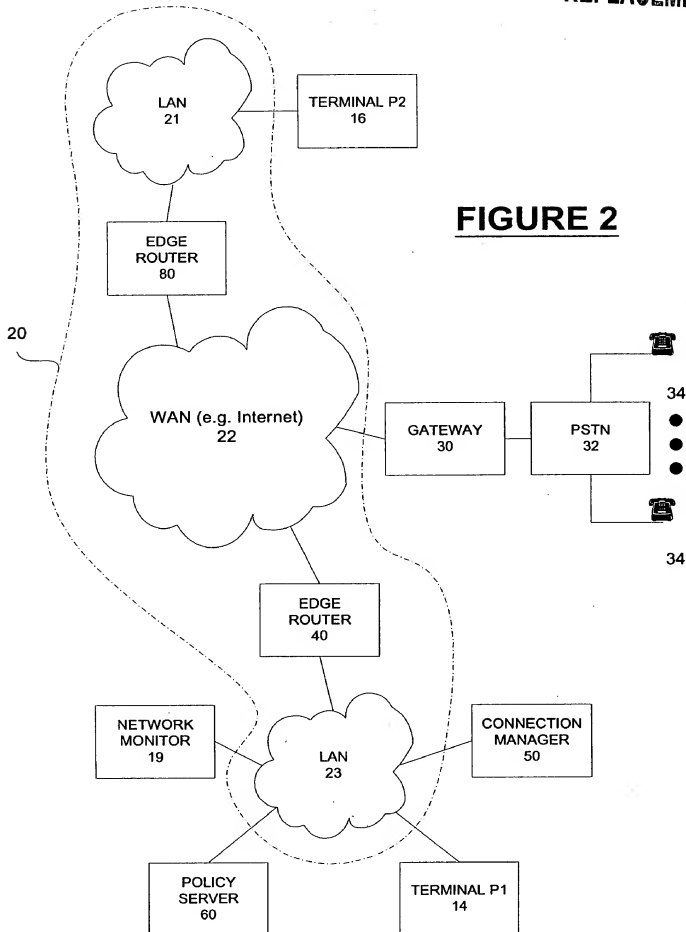 LAN
21
TERMINAL P2
16
FIGURE 2
EDGE
ROUTER
80
20
WAN (e.g. Internet)
22
GATEWAY
30
PSTN
32
34
34
EDGE
ROUTER
40
NETWORK
MONITOR
19
LAN
23
CONNECTION
MANAGER
50
POLICY
SERVER
60
TERMINAL P1
14